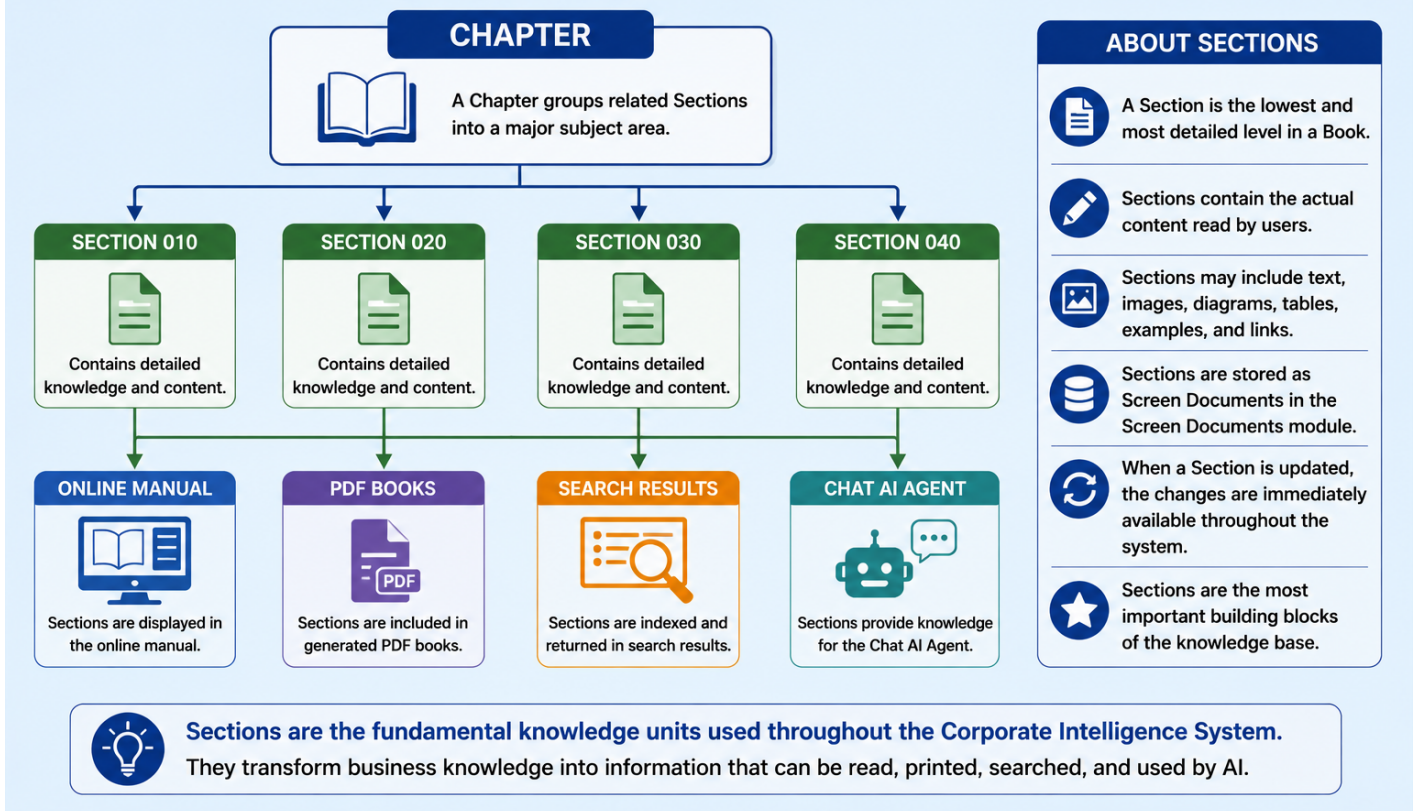 CHAPTER
A Chapter groups related Sections
into a major subject area.
SECTION 010
Contains detailed
knowledge and content.
SECTION 020
Contains detailed
knowledge and content.
SECTION 030
Contains detailed
knowledge and content.
SECTION 040
Contains detailed
knowledge and content.
ONLINE MANUAL
Sections are displayed in
the online manual.
PDF BOOKS
PDF
Sections are included in
generated PDF books.
SEARCH RESULTS
Sections are indexed and
returned in search results.
CHAT AI AGENT
Sections provide knowledge
for the Chat AI Agent.
ABOUT SECTIONS
A Section is the lowest and
most detailed level in a Book.
Sections contain the actual
content read by users.
Sections may include text,
images, diagrams, tables,
examples, and links.
Sections are stored as
Screen Documents in the
Screen Documents module.
When a Section is updated,
the changes are immediately
available throughout the
system.
Sections are the most
important building blocks
of the knowledge base.
Sections are the fundamental knowledge units used throughout the Corporate Intelligence System.
They transform business knowledge into information that can be read, printed, searched, and used by AI.